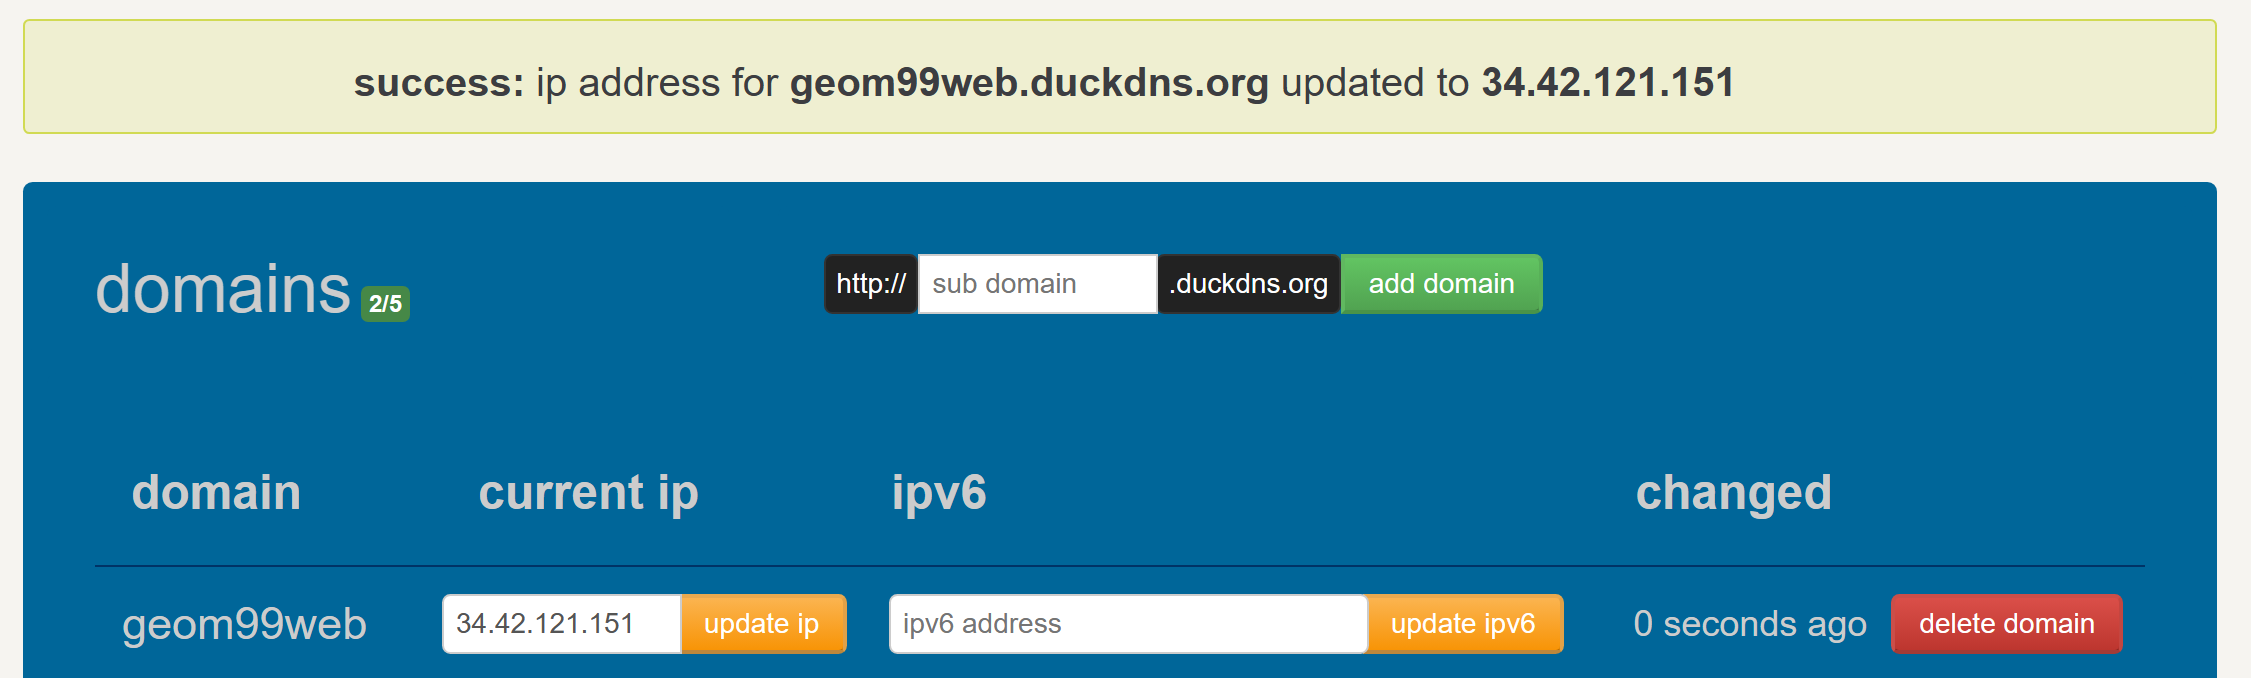 success: ip address for geom99web.duckdns.org updated to 34.42.121.151
domains 2/5
http:// sub domain .duckdns.org add domain
domain current ip ipv6 changed
geom99web 34.42.121.151 update ip ipv6 address update ipv6 0 seconds ago delete domain